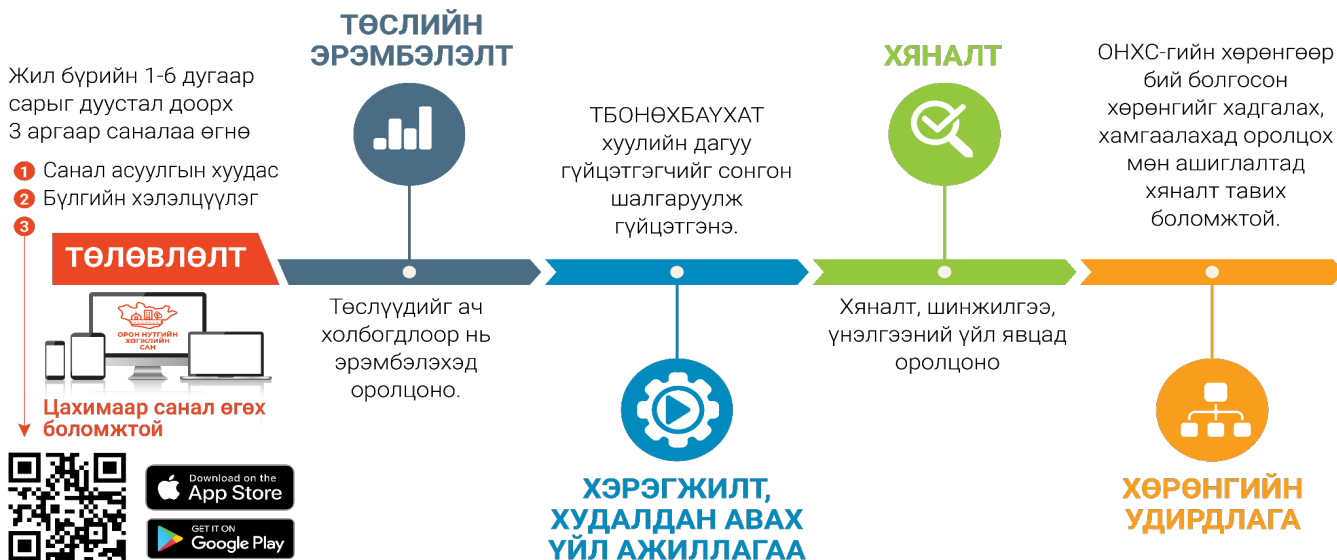 Жил бүрийн 1-6 дугаар
сарыг дуустал доорх
3 аргаар саналаа өгнө
1 Санал асуулгын хуудас
2 Бүлгийн хэлэлцүүлэг
3
ТӨЛӨВЛӨЛТ
ОРОН НУТГИЙН
ХӨГЖЛИЙН
САН
Цахимаар санал өгөх
боломжтой
Download on the
App Store
GET IT ON
Google Play
ТӨСЛИЙН
ЭРЭМБЭЛЭЛТ
Төслүүдийг ач
холбогдлоор нь
эрэмбэлэхэд
оролцоно.
ТБОНӨХБАҮХАТ
хуулийн дагуу
гүйцэтгэгчийг сонгон
шалгаруулж
гүйцэтгэнэ.
ХЭРЭГЖИЛТ,
ХУДАЛДАН АВАХ
ҮЙЛ АЖИЛЛАГАА
ХЯНАЛТ
Хяналт, шинжилгээ,
үнэлгээний үйл явцад
оролцоно
ОНХС-гийн хөрөнгөөр
бий болгосон
хөрөнгийг хадгалах,
хамгаалахад оролцох
мөн ашиглалтад
хяналт тавих
боломжтой.
ХӨРӨНГИЙН
УДИРДЛАГА